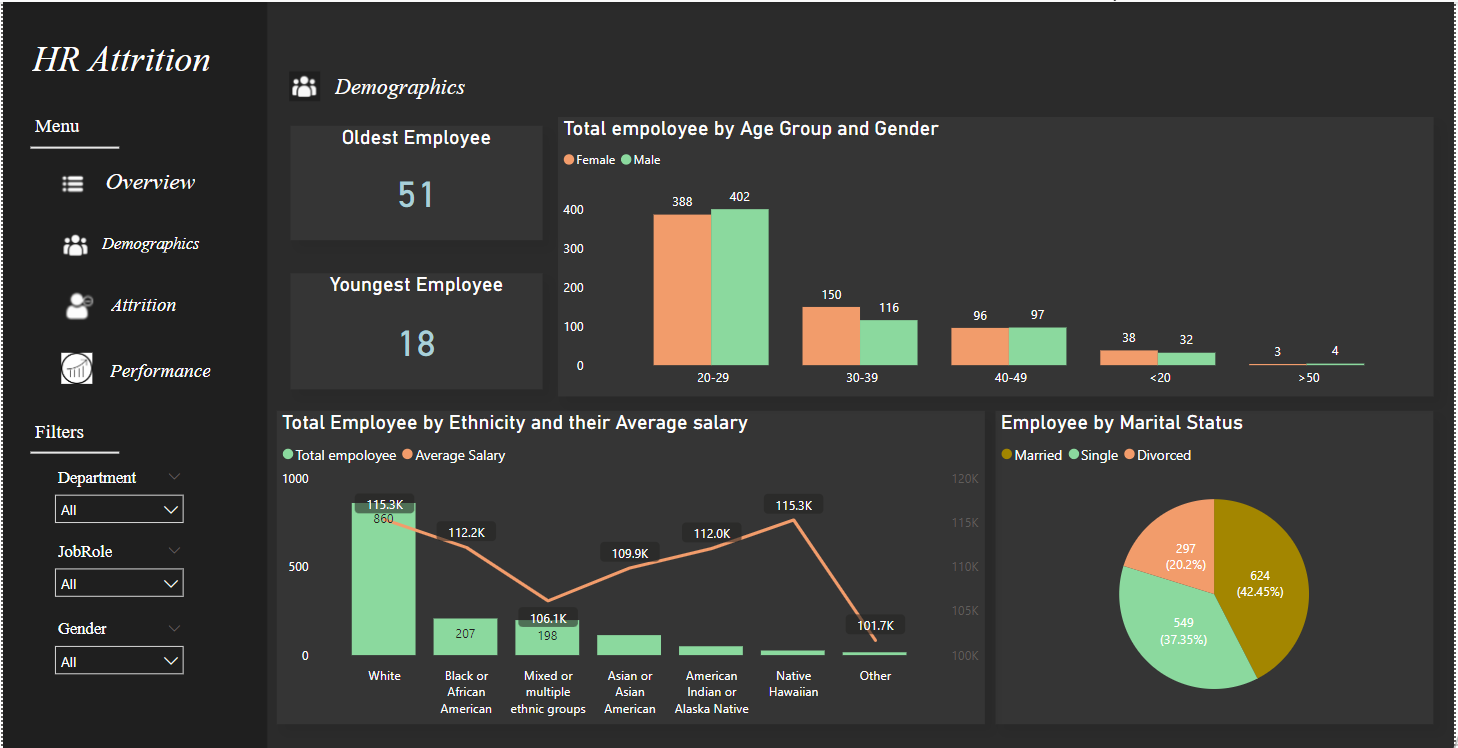 HR Attrition
Menu
Overview
Demographics
Attrition
Performance
Filters
Department
All
JobRole
All
Gender
All
Demographics
Oldest Employee
51
Youngest Employee
18
Total empoloyee by Age Group and Gender
Female Male
400
300
200
100
0
388
402
150
116
96
97
38
32
3
4
20-29
30-39
40-49
<20
>50
Total Employee by Ethnicity and their Average salary
Total empoloyee Average Salary
1000
500
0
115.3K
860
112.2K
207
106.1K
198
109.9K
112.0K
115.3K
101.7K
120K
115K
110K
105K
100K
White
Black or
African
American
Mixed or
multiple
ethnic groups
Asian or
Asian
American
American
Indian or
Alaska Native
Native
Hawaiian
Other
Employee by Marital Status
Married Single Divorced
297
(20.2%)
624
(42.45%)
549
(37.35%)